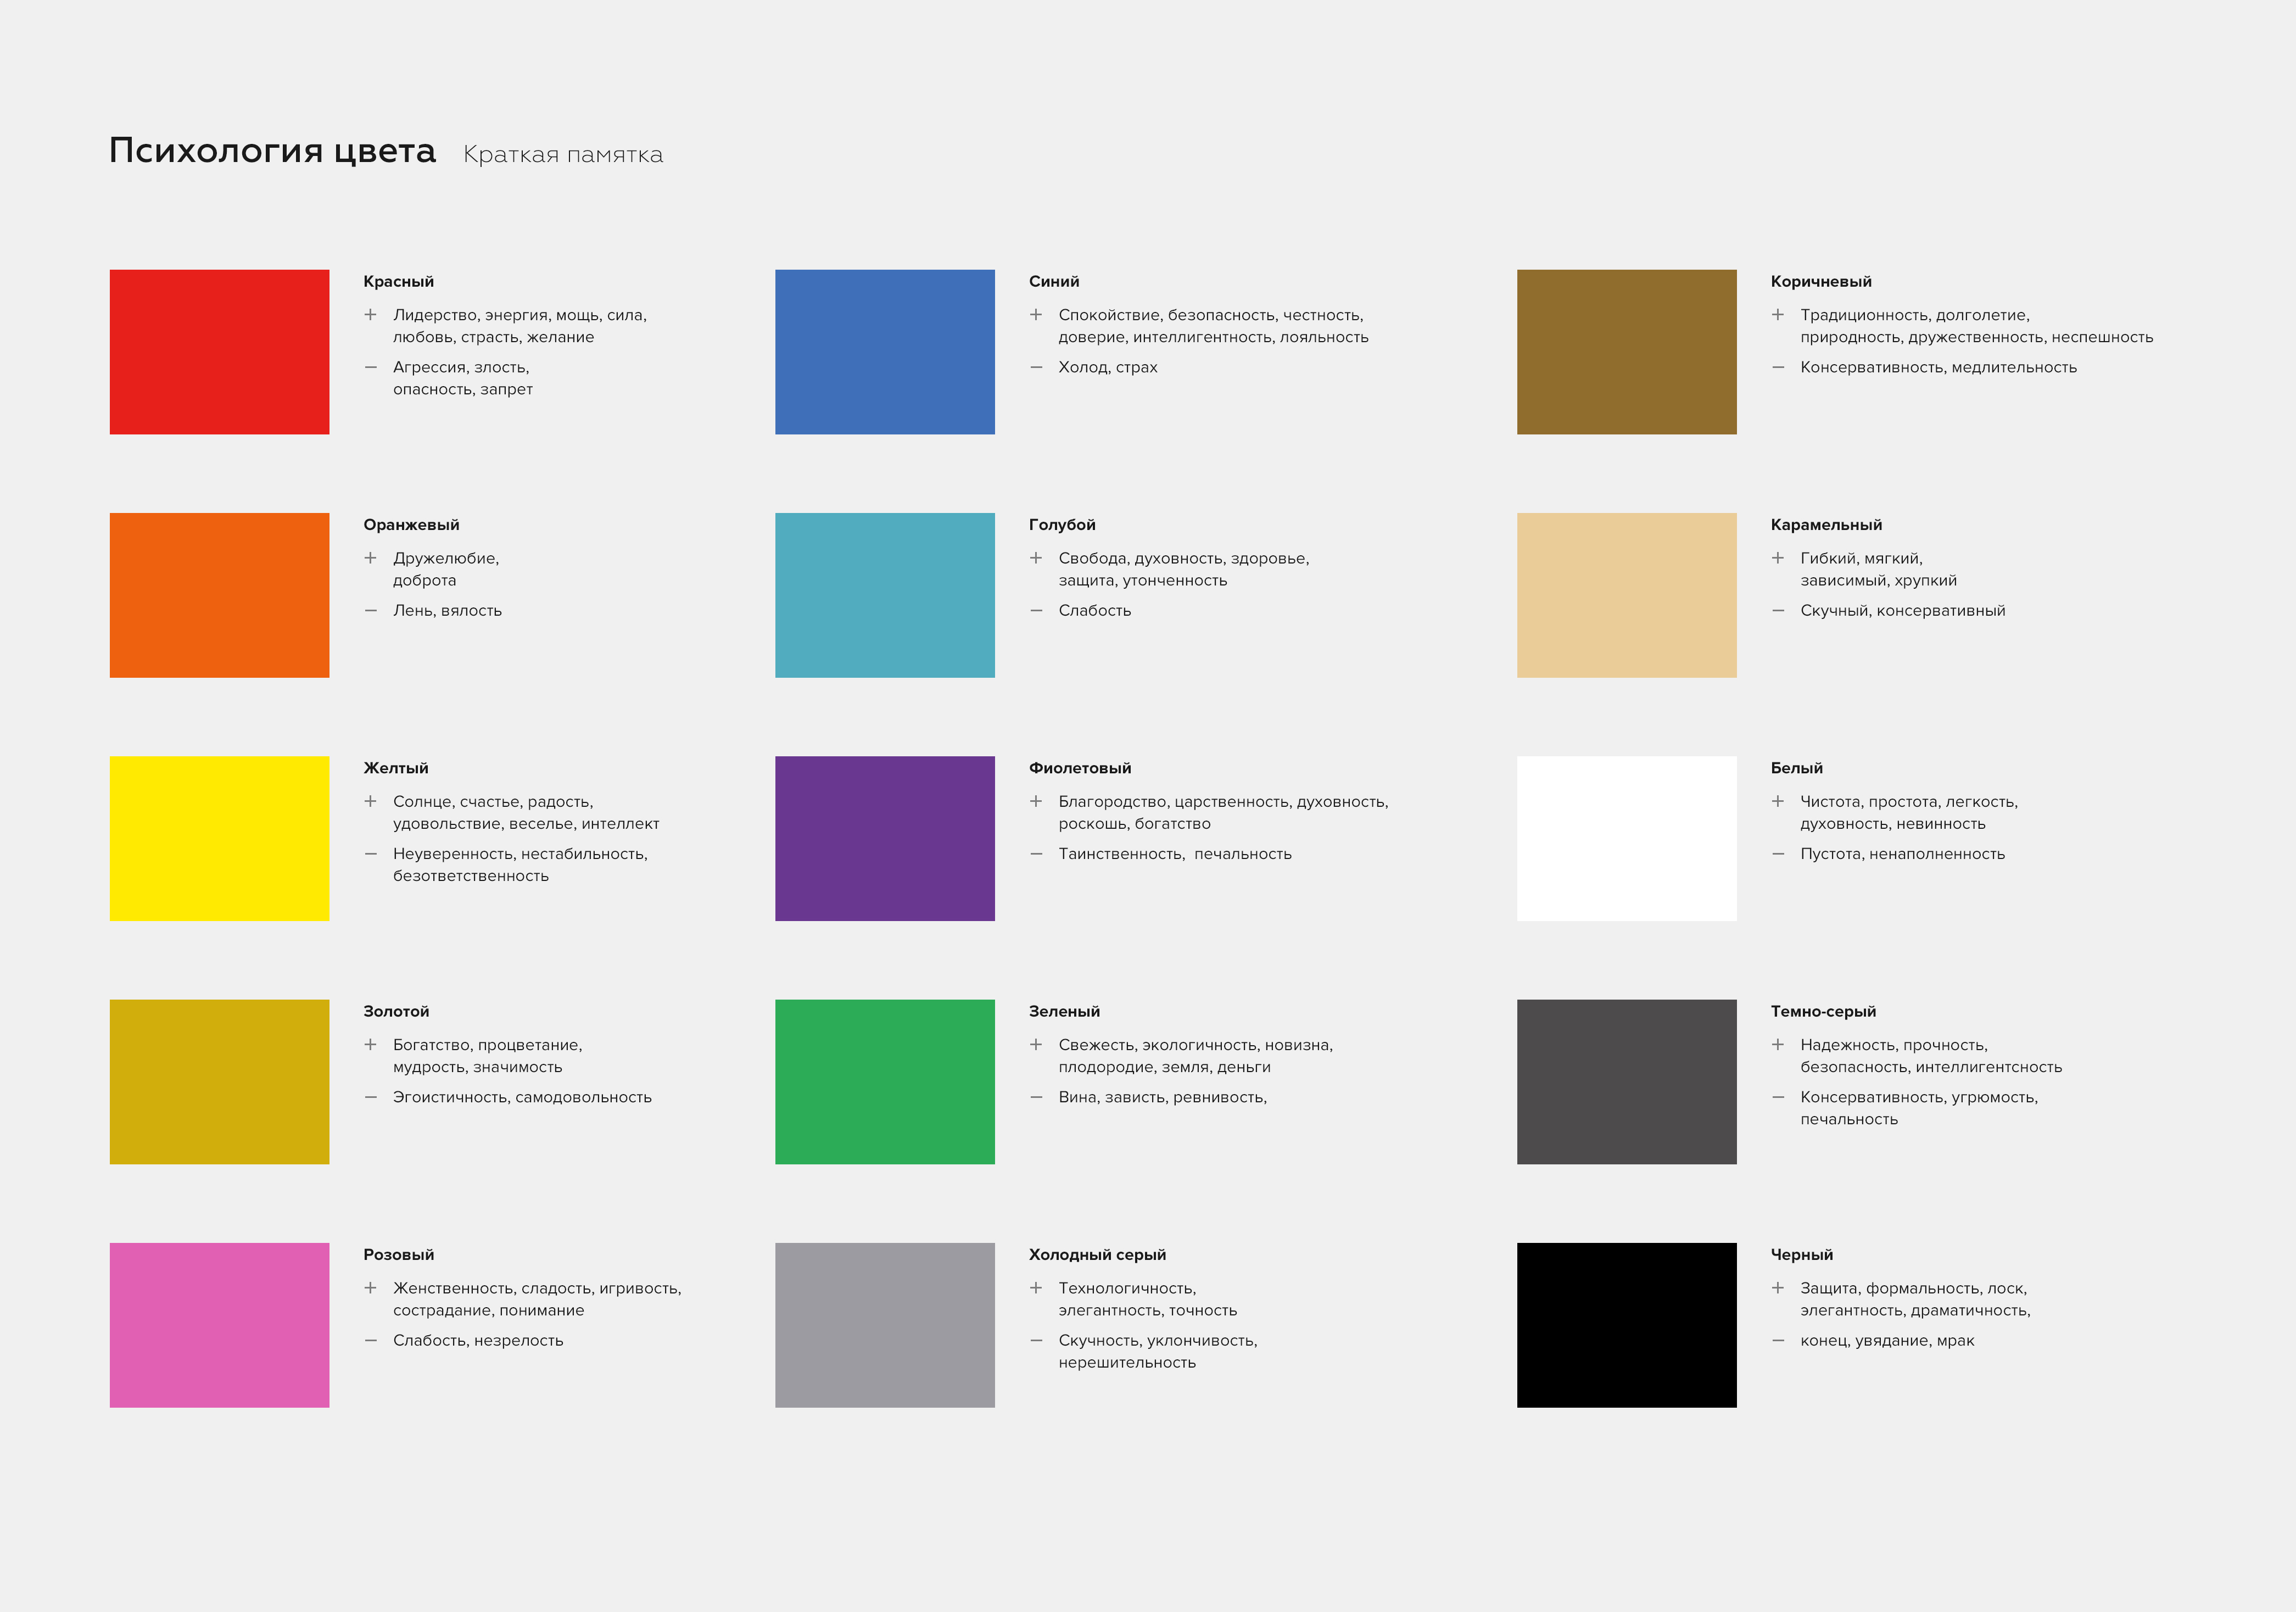 Психология цвета Краткая памятка
Красный
+ Лидерство, энергия, мощь, сила,
любовь, страсть, желание
— Агрессия, злость,
опасность, запрет
Оранжевый
+ Дружелюбие,
доброта
— Лень, вялость
Желтый
+ Солнце, счастье, радость,
удовольствие, веселье, интеллект
— Неуверенность, нестабильность,
безответственность
Золотой
+ Богатство, процветание,
мудрость, значимость
— Эгоистичность, самодовольность
Розовый
+ Женственность, сладость, игривость,
сострадание, понимание
— Слабость, незрелость
Синий
+ Спокойствие, безопасность, честность,
доверие, интеллигентность, лояльность
— Холод, страх
Голубой
+ Свобода, духовность, здоровье,
защита, утонченность
— Слабость
Фиолетовый
+ Благородство, царственность, духовность,
роскошь, богатство
— Таинственность,  печальность
Зеленый
+ Свежесть, экологичность, новизна,
плодородие, земля, деньги
— Вина, зависть, ревнивость,
Холодный серый
+ Технологичность,
элегантность, точность
— Скучность, уклончивость,
нерешительность
Коричневый
+ Традиционность, долголетие,
природность, дружественность, неспешность
— Консервативность, медлительность
Карамельный
+ Гибкий, мягкий,
зависимый, хрупкий
— Скучный, консервативный
Белый
+ Чистота, простота, легкость,
духовность, невинность
— Пустота, ненаполненность
Темно-серый
+ Надежность, прочность,
безопасность, интеллигентсность
— Консервативность, угрюмость,
печальность
Черный
+ Защита, формальность, лоск,
элегантность, драматичность,
— конец, увядание, мрак